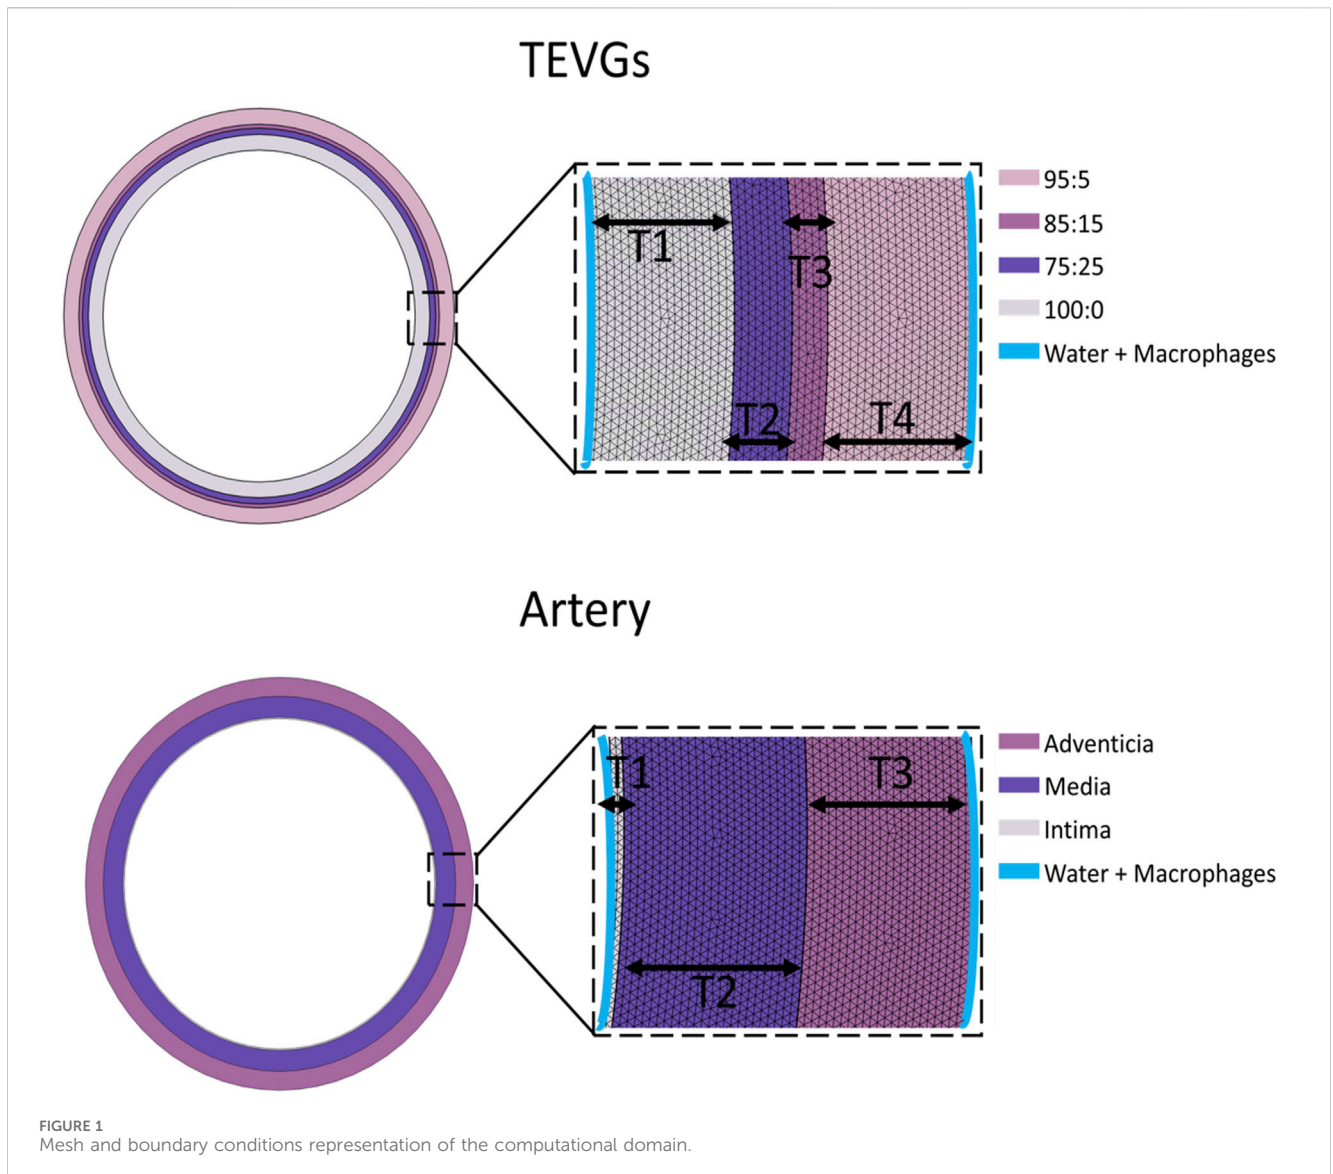 TEVGs
T1
T2
T3
T4
95:5
85:15
75:25
100:0
Water + Macrophages
Artery
T1
T2
T3
Adventicia
Media
Intima
Water + Macrophages
FIGURE 1
Mesh and boundary conditions representation of the computational domain.